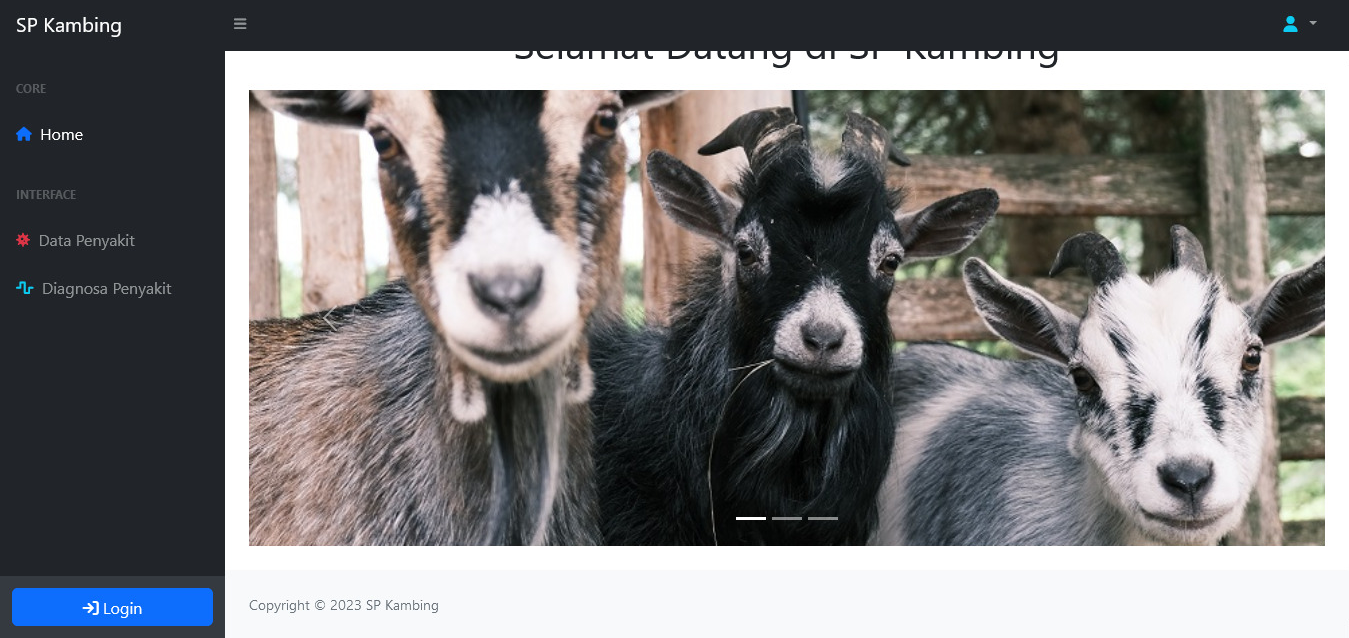 SP Kambing
CORE
Home
INTERFACE
Data Penyakit
Diagnosa Penyakit
Login
Selamat Datang di SP Kambing
Copyright © 2023 SP Kambing